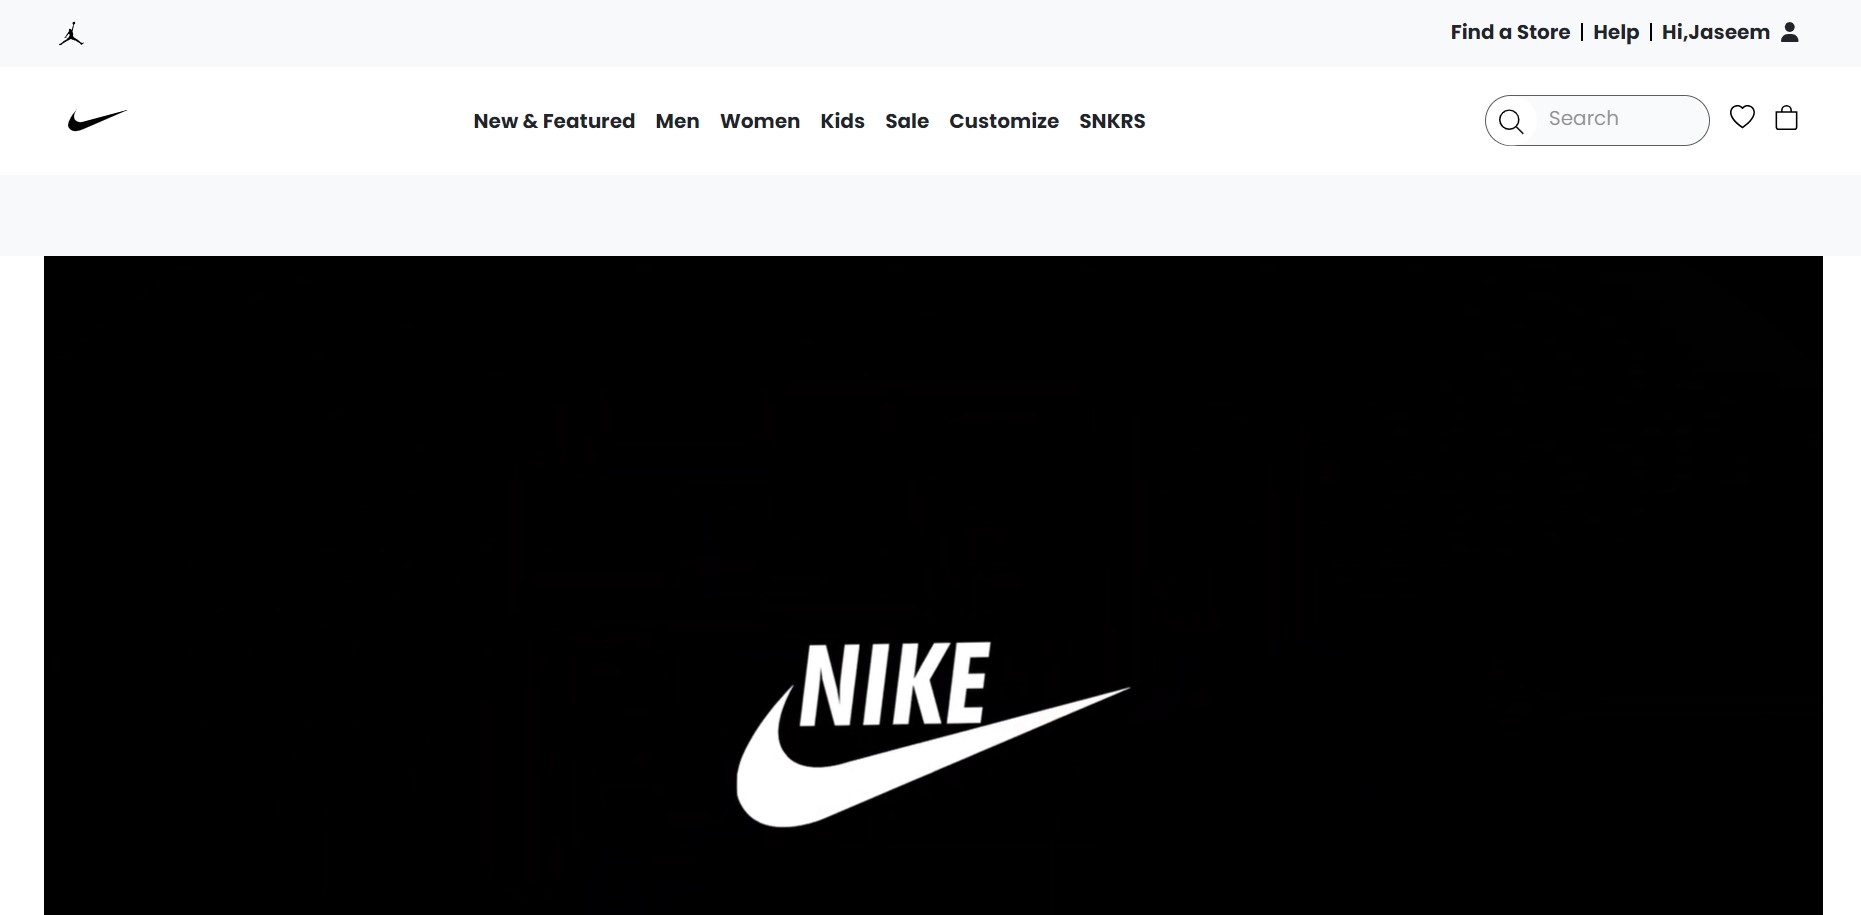 Find a Store | Help | Hi,Jaseem
New & Featured Men Women Kids Sale Customize SNKRS
Search
NIKE